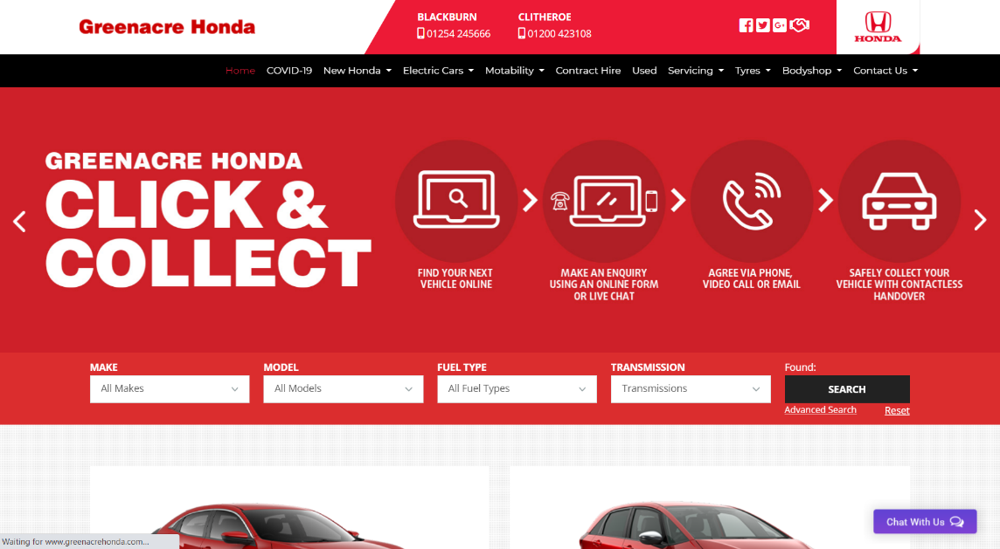 Greenacre Honda
BLACKBURN
01254 245666
CLITHEROE
01200 423108
G+
HONDA
Home COVID-19 New Honda Electric Cars Motability Contract Hire Used Servicing Tyres Bodyshop Contact Us
GREENACRE HONDA
CLICK &
COLLECT
FIND YOUR NEXT
VEHICLE ONLINE
MAKE AN ENQUIRY
USING AN ONLINE FORM
OR LIVE CHAT
AGREE VIA PHONE,
VIDEO CALL OR EMAIL
SAFELY COLLECT YOUR
VEHICLE WITH CONTACTLESS
HANDOVER
MAKE
All Makes
MODEL
All Models
FUEL TYPE
All Fuel Types
TRANSMISSION
Transmissions
Found:
SEARCH
Advanced Search Reset
Chat With Us
Waiting for www.greenacrehonda.com...